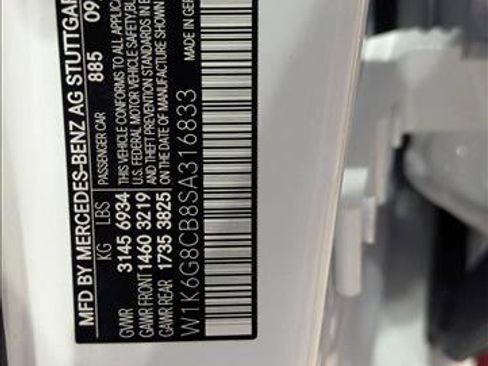 MFD BY MERCEDES-BENZ AG STUTTGAR
KG LBS PASSENGER CAR 885 09
GVWR 3145 6934 THIS VEHICLE CONFORMS TO ALL APPLICA
GAWR FRONT 1460 3219 U.S. FEDERAL MOTOR VEHICLE SAFETY, BU
GAWR REAR 1735 3825 AND THEFT PREVENTION STANDARDS
ON THE DATE OF MANUFACTURE SHOWN
W1K6G8CB8SA316833 MADE IN GE